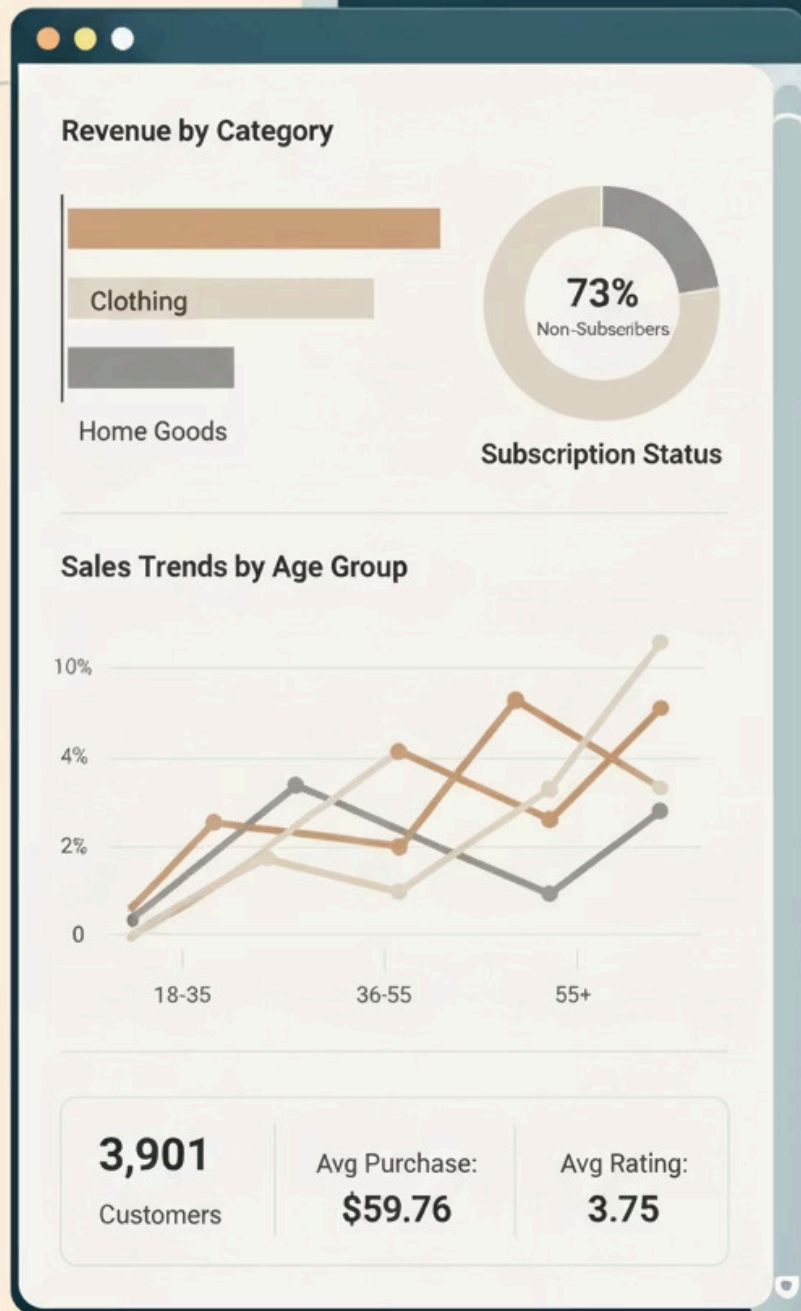 Revenue by Category
Clothing
Home Goods
73%
Non-Subscribers
Subscription Status
Sales Trends by Age Group
10%
4%
2%
0
18-35
36-55
55+
3,901
Customers
Avg Purchase:
$59.76
Avg Rating:
3.75